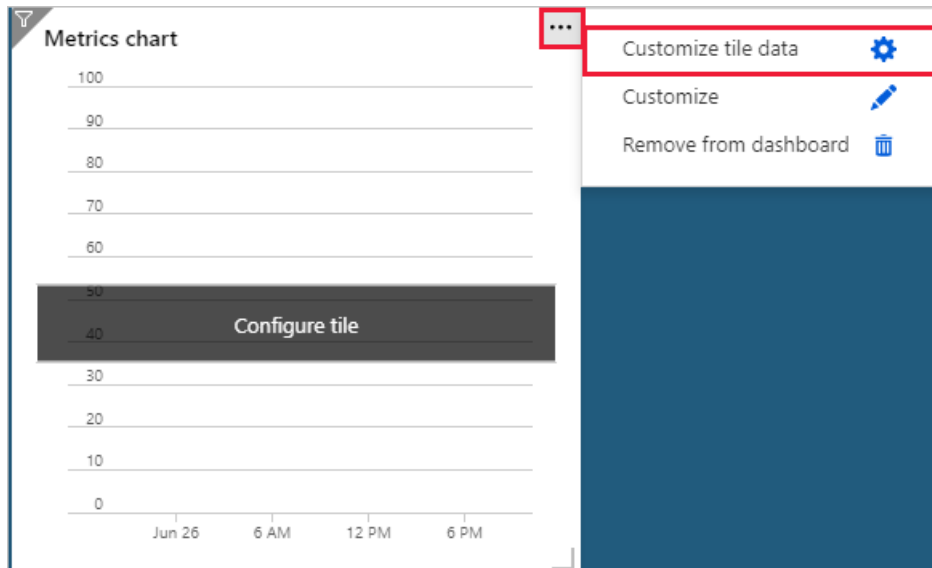 Metrics chart
...
Customize tile data
Customize
Remove from dashboard
100
90
80
70
60
50
Configure tile
40
30
20
10
0
Jun 26 6 AM 12 PM 6 PM